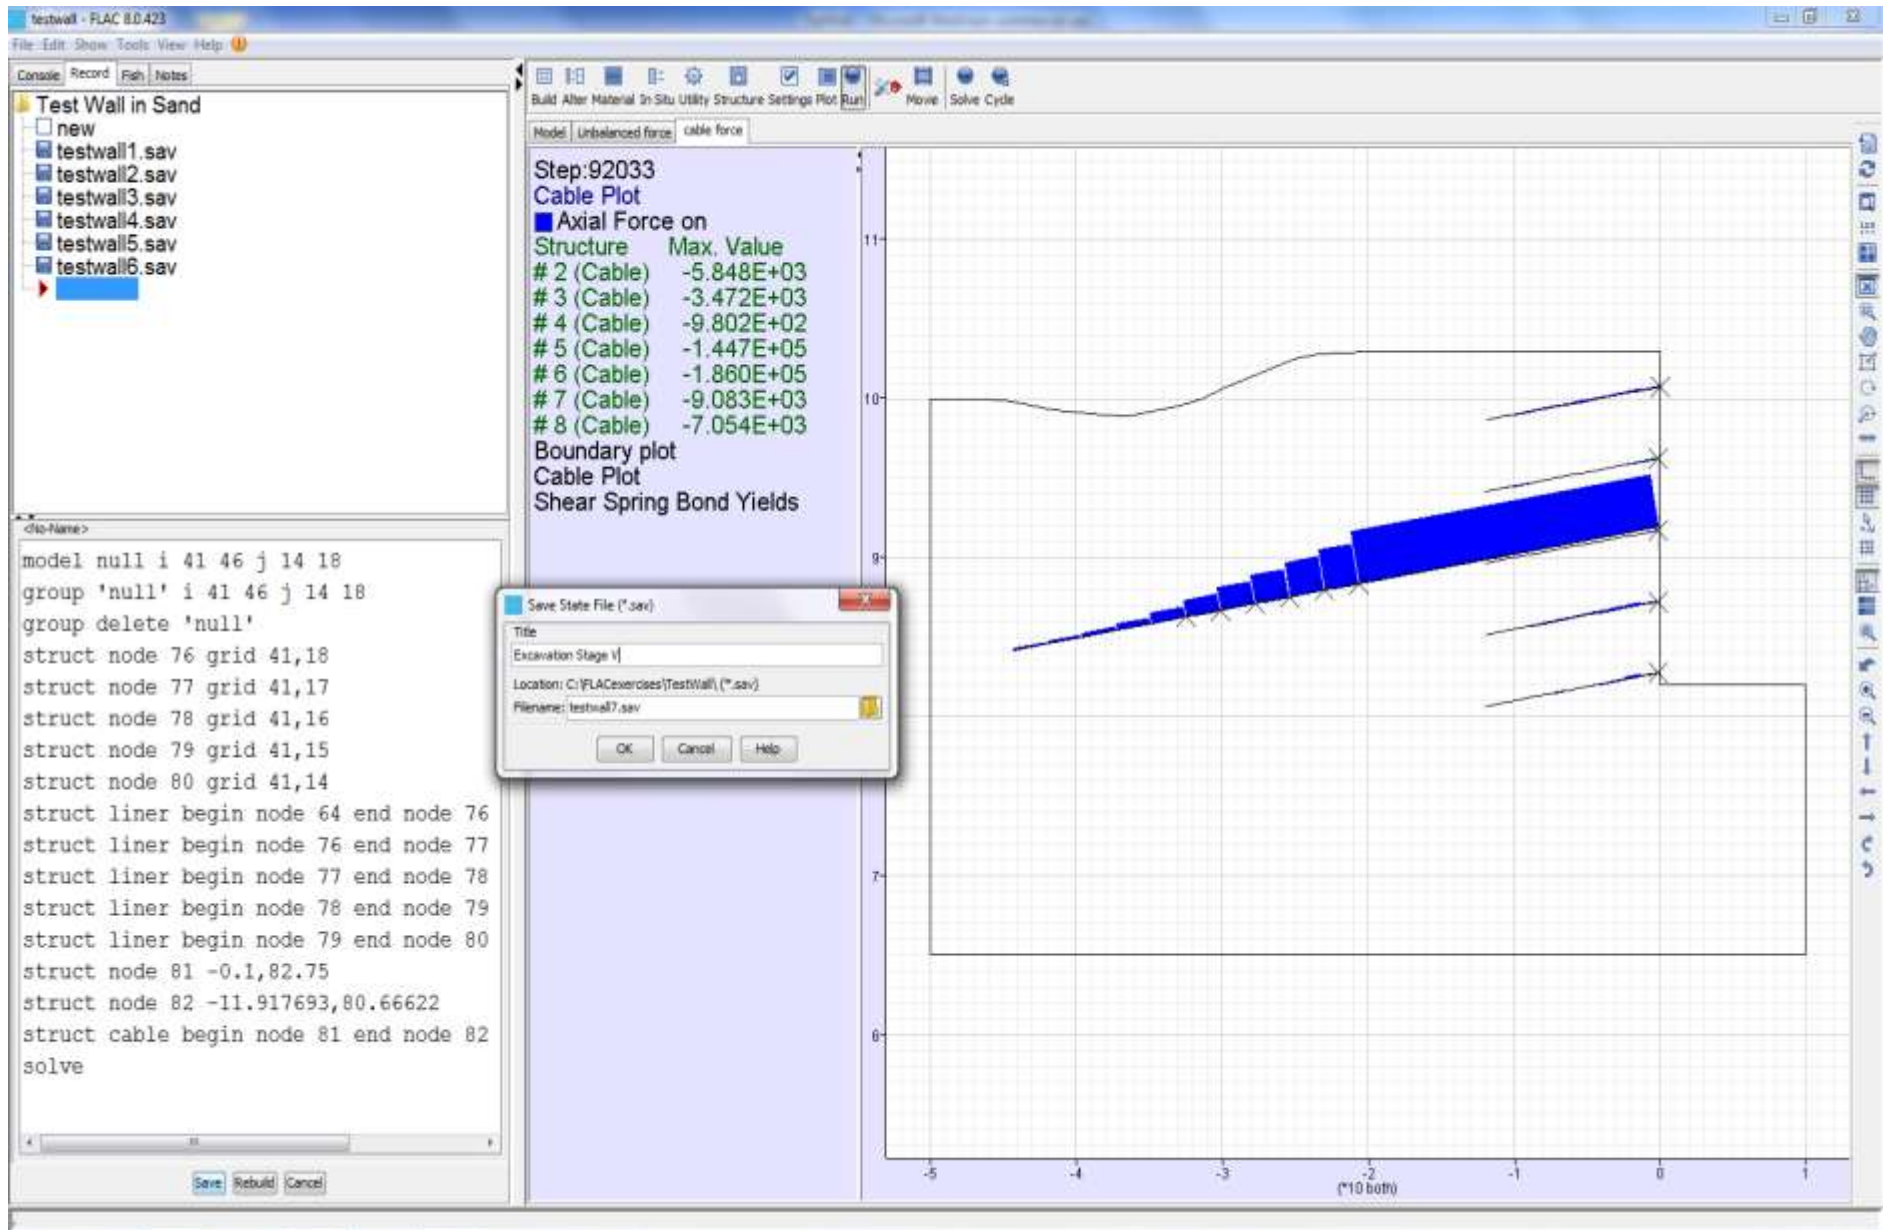 testwall - FLAC 8.0.423
File Edit Show Tools View Help
Console Record Fish Notes
Test Wall in Sand
new
testwall1.sav
testwall2.sav
testwall3.sav
testwall4.sav
testwall5.sav
testwall6.sav
<No-Name>
model null i 41 46 j 14 18
group 'null' i 41 46 j 14 18
group delete 'null'
struct node 76 grid 41,18
struct node 77 grid 41,17
struct node 78 grid 41,16
struct node 79 grid 41,15
struct node 80 grid 41,14
struct liner begin node 64 end node 76
struct liner begin node 76 end node 77
struct liner begin node 77 end node 78
struct liner begin node 78 end node 79
struct liner begin node 79 end node 80
struct node 81 -0.1,82.75
struct node 82 -11.917693,80.66622
struct cable begin node 81 end node 82
solve
Save Rebuild Cancel
Build Alter Material In Situ Utility Structure Settings Plot Run Move Solve Cycle
Model Unbalanced force cable force
Step:92033
Cable Plot
Axial Force on
Structure Max. Value
# 2 (Cable) -5.848E+03
# 3 (Cable) -3.472E+03
# 4 (Cable) -9.802E+02
# 5 (Cable) -1.447E+05
# 6 (Cable) -1.860E+05
# 7 (Cable) -9.083E+03
# 8 (Cable) -7.054E+03
Boundary plot
Cable Plot
Shear Spring Bond Yields
Save State File (*.sav)
Title
Excavation Stage V
Location: C:\FLACexercises\TestWall\ (*.sav)
Filename: testwall7.sav
OK Cancel Help
11
10
9
7
6
-5 -4 -3 -2 -1 0 1
(*10 both)